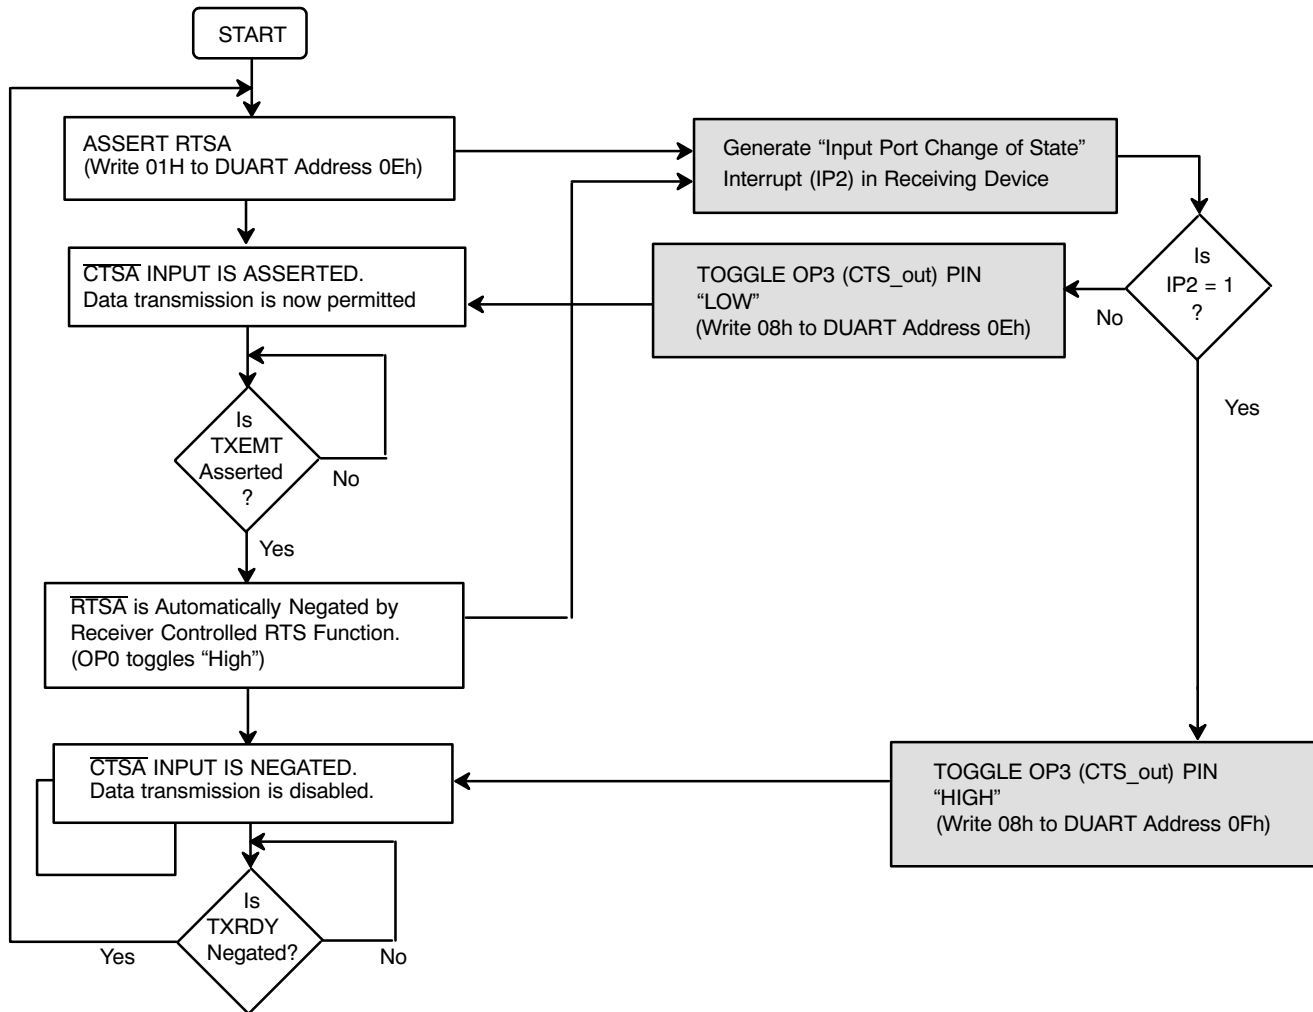 START
ASSERT RTSA
(Write 01H to DUART Address 0Eh)
Generate “Input Port Change of State”
Interrupt (IP2) in Receiving Device
CTSA INPUT IS ASSERTED.
Data transmission is now permitted
TOGGLE OP3 (CTS_out) PIN
“LOW”
(Write 08h to DUART Address 0Eh)
Is
IP2 = 1
?
No
Yes
Is
TXEMT
Asserted
?
No
Yes
RTSA is Automatically Negated by
Receiver Controlled RTS Function.
(OP0 toggles “High”)
CTSA INPUT IS NEGATED.
Data transmission is disabled.
TOGGLE OP3 (CTS_out) PIN
“HIGH”
(Write 08h to DUART Address 0Fh)
Is
TXRDY
Negated?
Yes
No